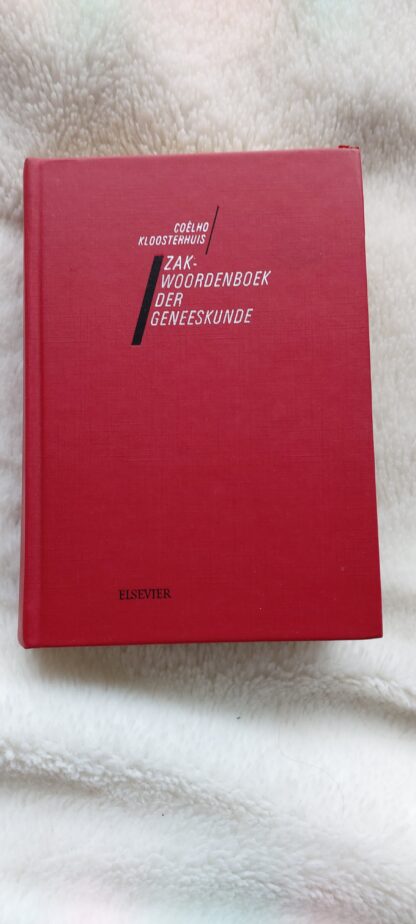 COËLHO
KLOOSTERHUIS
ZAK-
WOORDENBOEK
DER
GENEESKUNDE
ELSEVIER